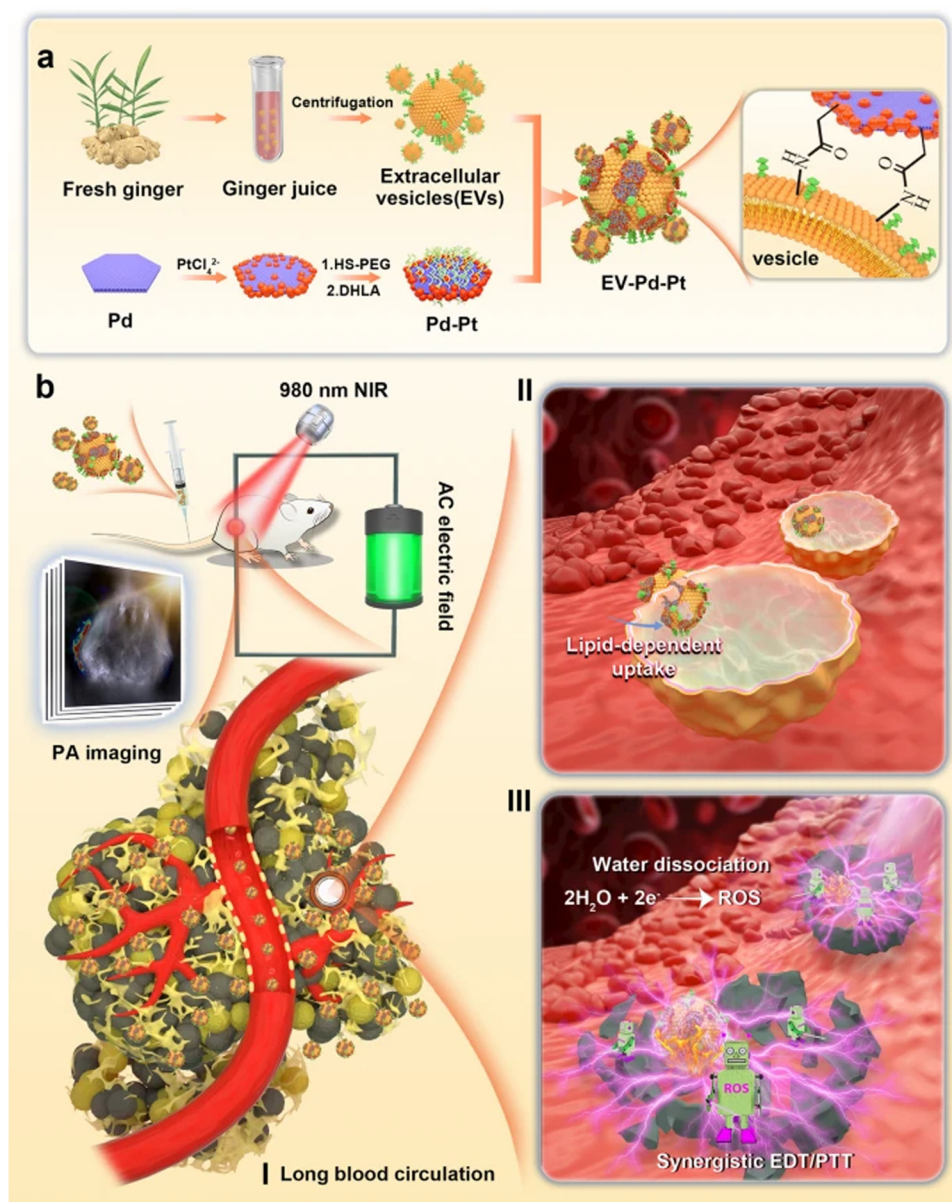 a
Fresh ginger
Ginger juice
Centrifugation
Extracellular
vesicles(EVs)
PtCl₄²⁻
Pd
1.HS-PEG
2.DHLA
Pd-Pt
EV-Pd-Pt
O
N
H
O
N
H
vesicle
b
980 nm NIR
AC electric field
PA imaging
I Long blood circulation
II
Lipid-dependent
uptake
III
Water dissociation
2H₂O + 2e⁻ → ROS
ROS
Synergistic EDT/PTT